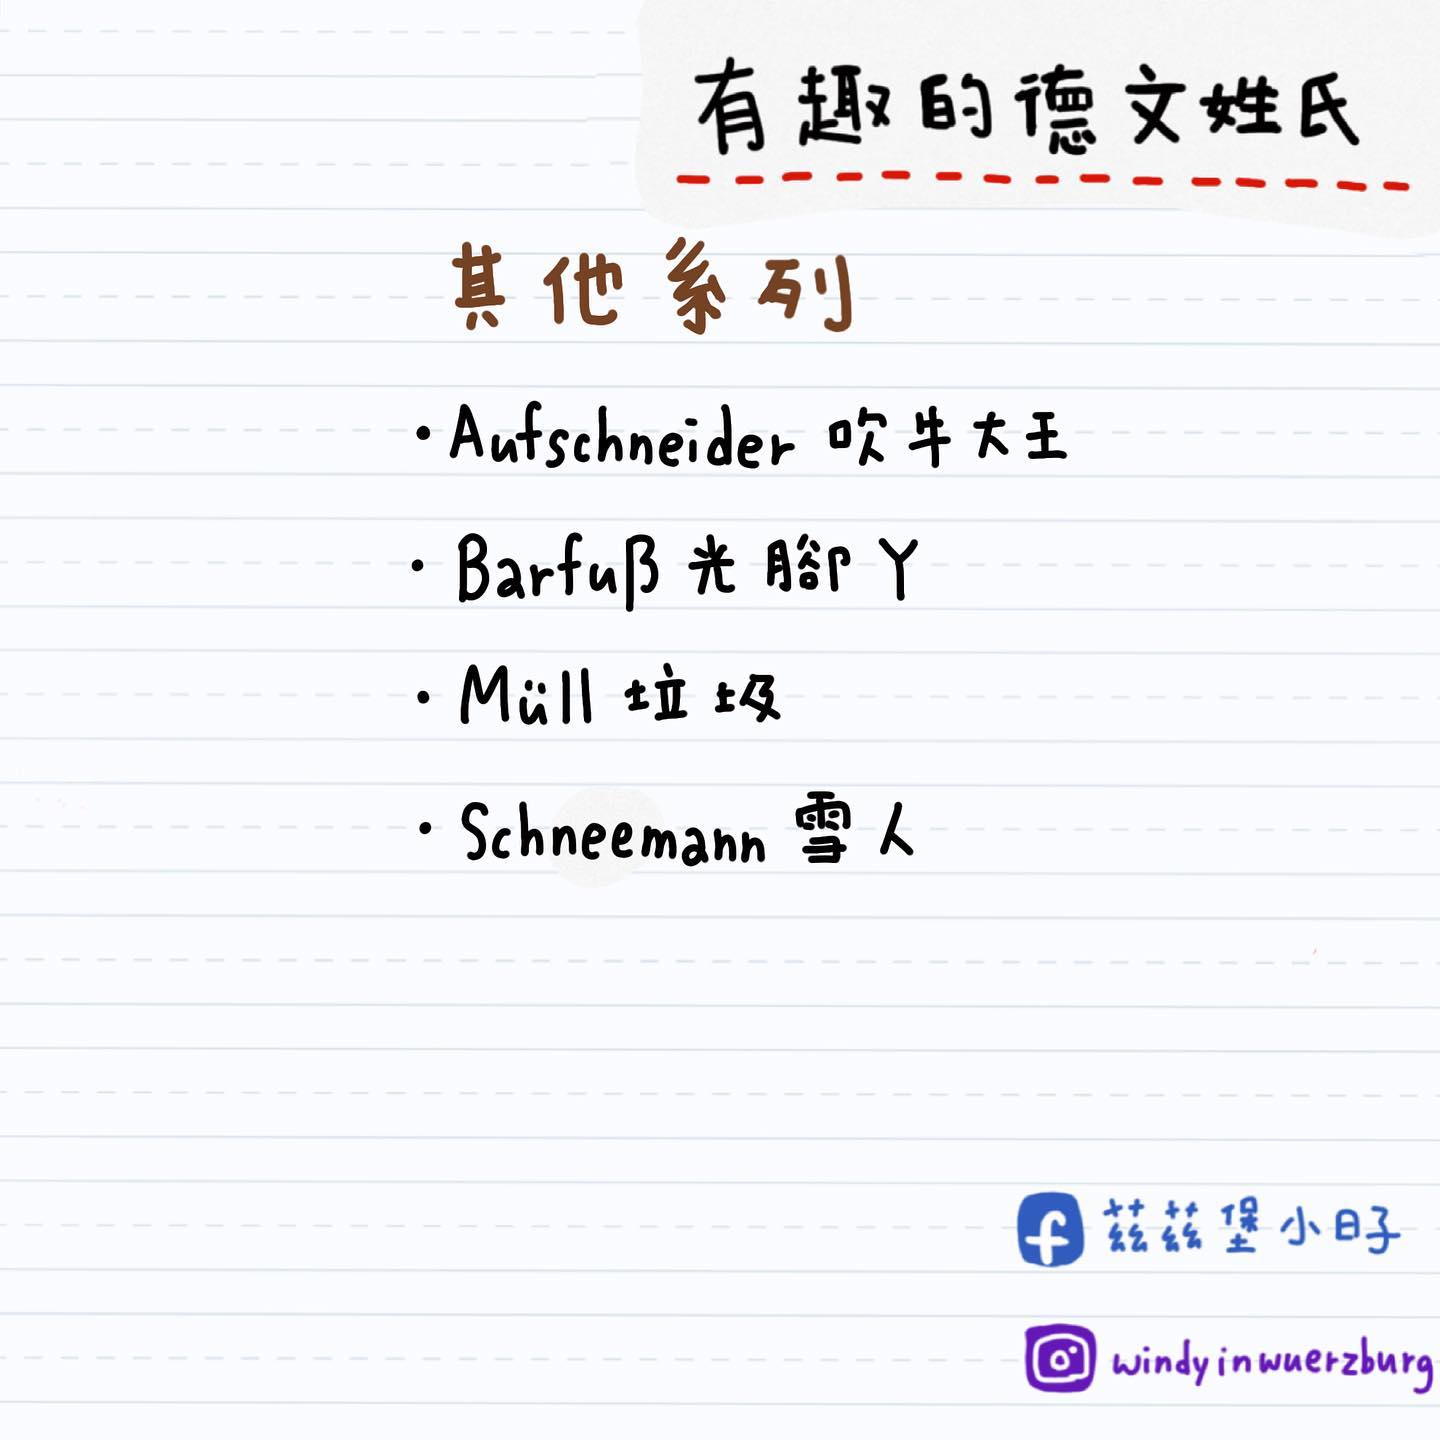 有趣的德文姓氏
其他系列
・Aufschneider 吹牛大王
・Barfuß 光腳丫
・Müll 垃圾
・Schneemann 雪人
f 茲茲堡小日子
windyinwuerzburg